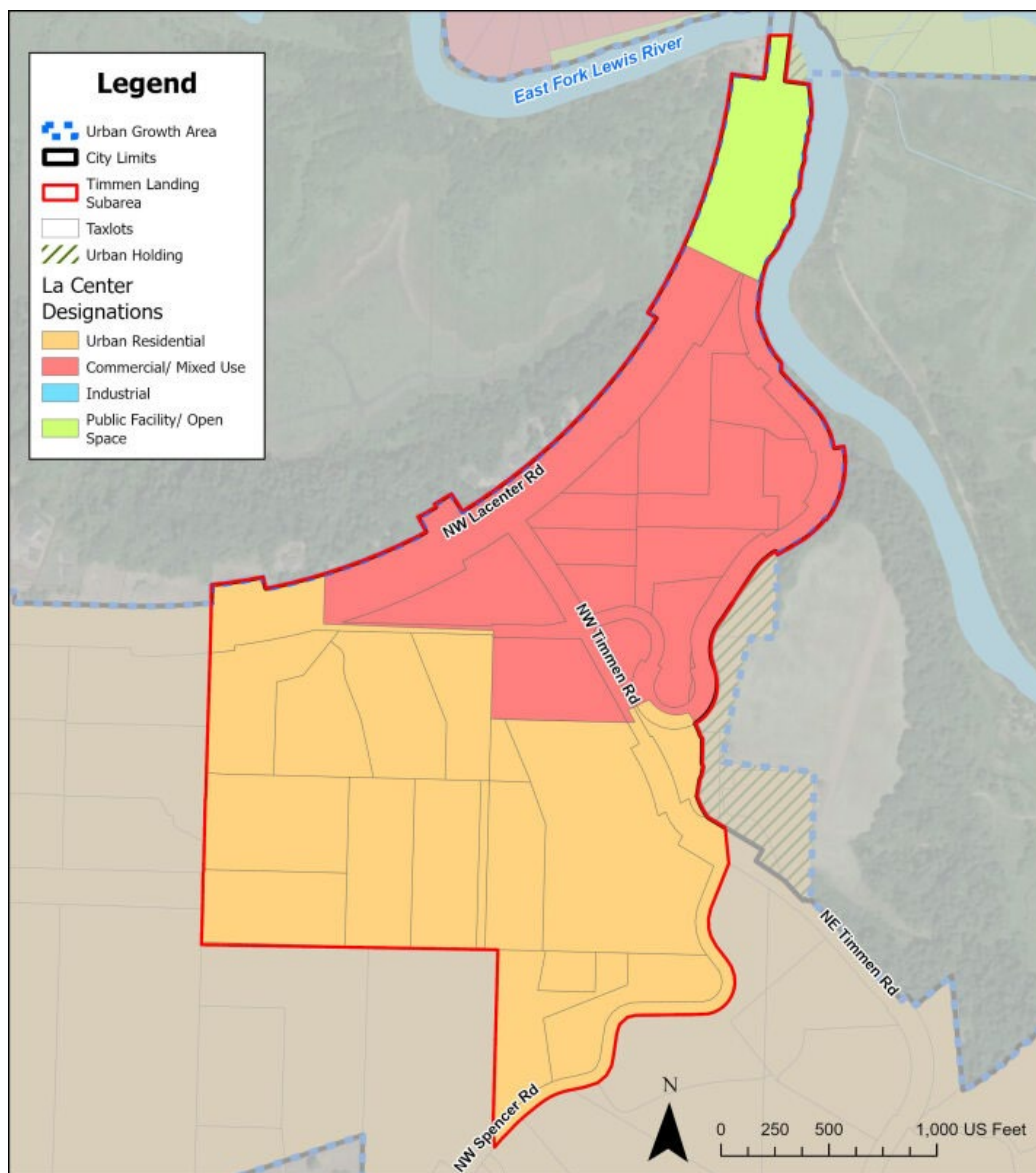 East Fork Lewis River
Legend
Urban Growth Area
City Limits
Timmen Landing
Subarea
Taxlots
Urban Holding
La Center
Designations
Urban Residential
Commercial/ Mixed Use
Industrial
Public Facility/ Open
Space
NW Lacenter Rd
NW Timmen Rd
NE Timmen Rd
NW Spencer Rd
N
0 250 500 1,000 US Feet